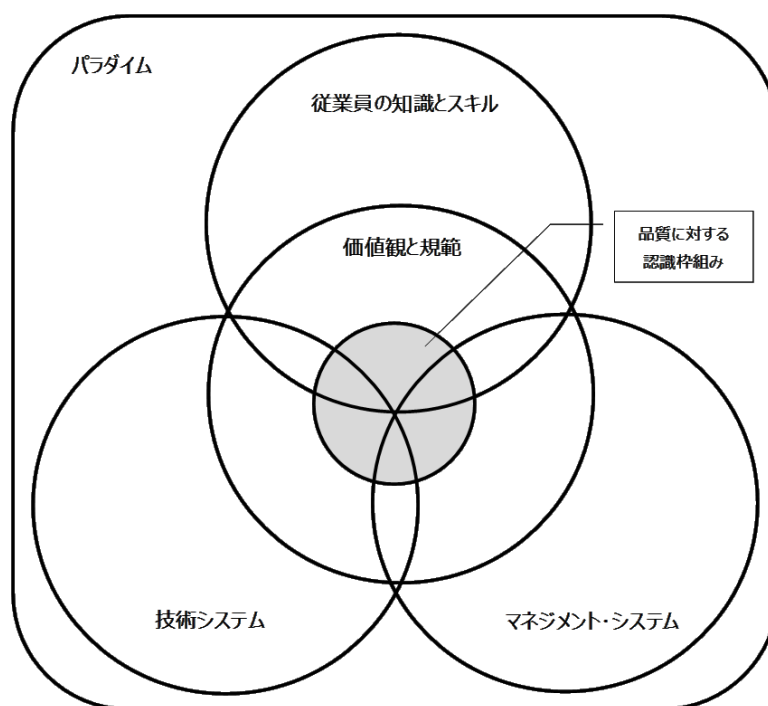 パラダイム
従業員の知識とスキル
価値観と規範
品質に対する
認識枠組み
技術システム
マネジメント・システム